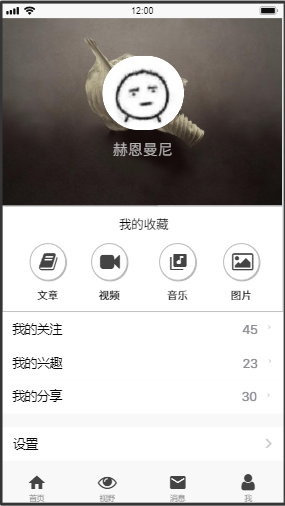 12:00
赫恩曼尼
我的收藏
文章 视频 音乐 图片
我的关注 45
我的兴趣 23
我的分享 30
设置
首页 视野 消息 我